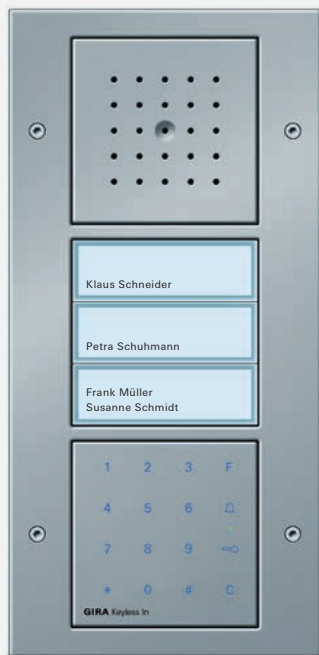 Klaus Schneider
Petra Schuhmann
Frank Müller
Susanne Schmidt
1 2 3 F
4 5 6
7 8 9
* 0 # C
GIRA Keyless In